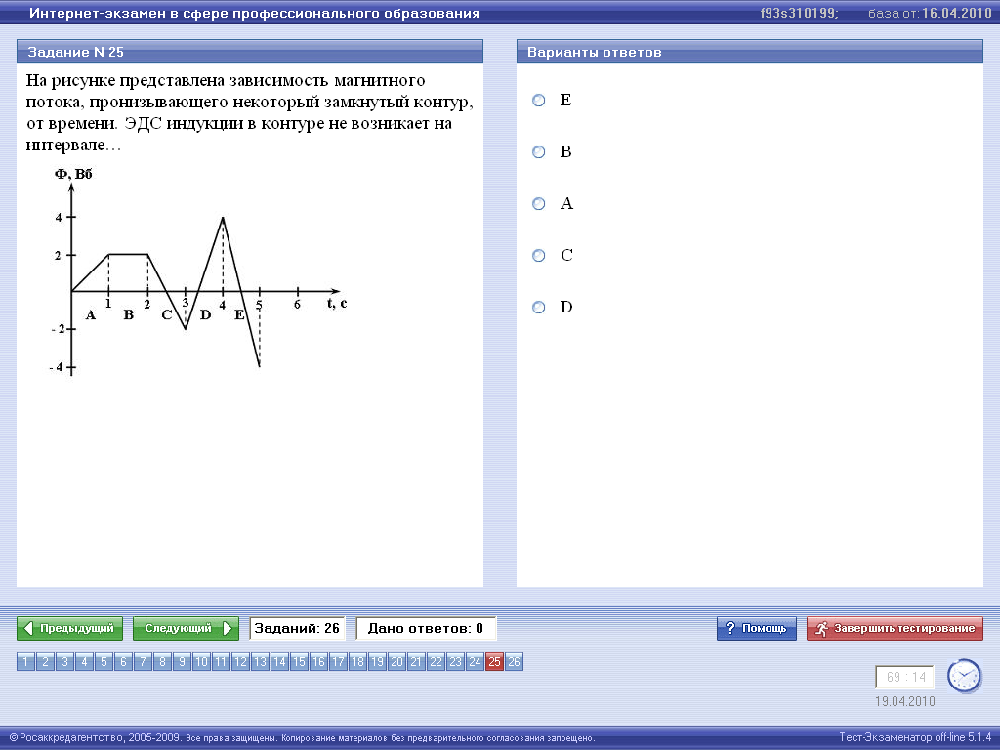 Интернет-экзамен в сфере профессионального образования
f93s310199; база от: 16.04.2010
Задание N 25
На рисунке представлена зависимость магнитного
потока, пронизывающего некоторый замкнутый контур,
от времени. ЭДС индукции в контуре не возникает на
интервале…
Ф, Вб
4
2
1 2 3 4 5 6 t, с
A B C D E
- 2
- 4
Варианты ответов
E
B
A
C
D
Предыдущий Следующий Заданий: 26 Дано ответов: 0 ? Помощь Завершить тестирование
1 2 3 4 5 6 7 8 9 10 11 12 13 14 15 16 17 18 19 20 21 22 23 24 25 26
69 : 14
19.04.2010
© Росаккредагентство, 2005-2009. Все права защищены. Копирование материалов без предварительного согласования запрещено.
Тест-Экзаменатор off-line 5.1.4